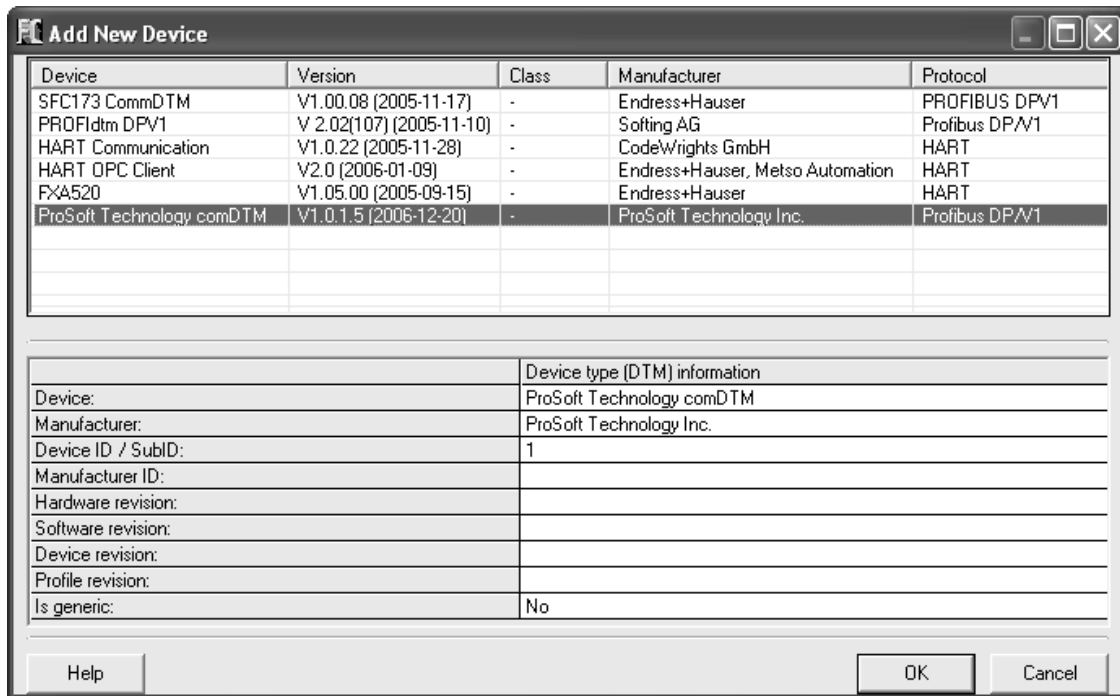 Add New Device
Device Version Class Manufacturer Protocol
SFC173 CommDTM V1.00.08 (2005-11-17) - Endress+Hauser PROFIBUS DPV1
PROFIdtm DPV1 V 2.02(107) (2005-11-10) - Softing AG Profibus DP/V1
HART Communication V1.0.22 (2005-11-28) - CodeWrights GmbH HART
HART OPC Client V2.0 (2006-01-09) - Endress+Hauser, Metso Automation HART
FXA520 V1.05.00 (2005-09-15) - Endress+Hauser HART
ProSoft Technology comDTM V1.0.1.5 (2006-12-20) - ProSoft Technology Inc. Profibus DP/V1
Device type (DTM) information
Device: ProSoft Technology comDTM
Manufacturer: ProSoft Technology Inc.
Device ID / SubID: 1
Manufacturer ID:
Hardware revision:
Software revision:
Device revision:
Profile revision:
Is generic: No
Help OK Cancel